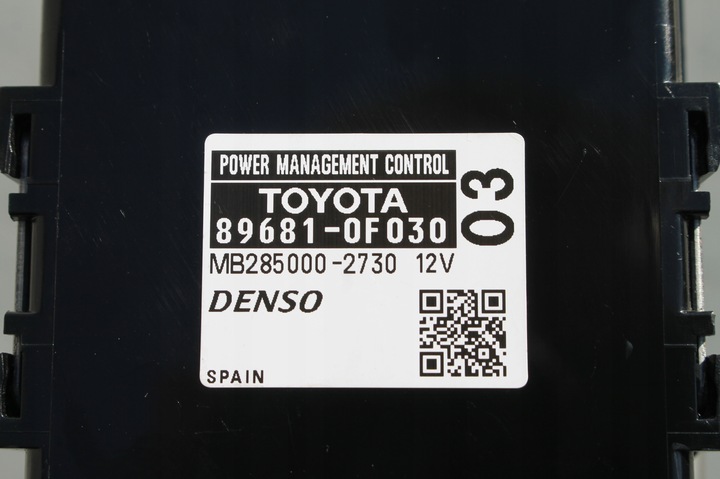 POWER MANAGEMENT CONTROL
TOYOTA
89681-0F030
03
MB285000-2730 12V
DENSO
SPAIN